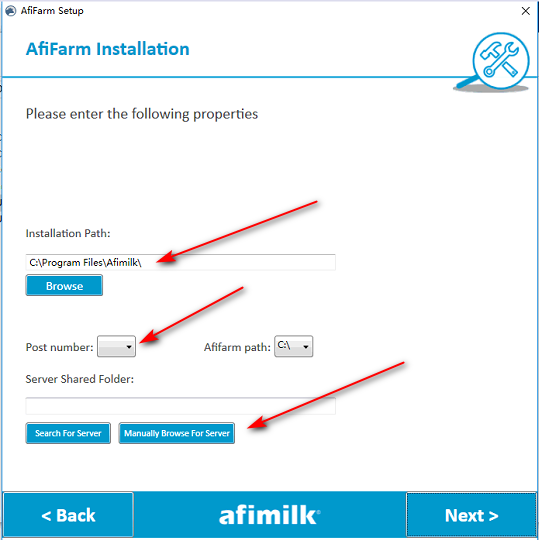 AfiFarm Setup
AfiFarm Installation
Please enter the following properties
Installation Path:
C:\Program Files\Afimilk\
Browse
Post number:
Afifarm path: C:\
Server Shared Folder:
Search For Server
Manually Browse For Server
< Back
afimilk
Next >